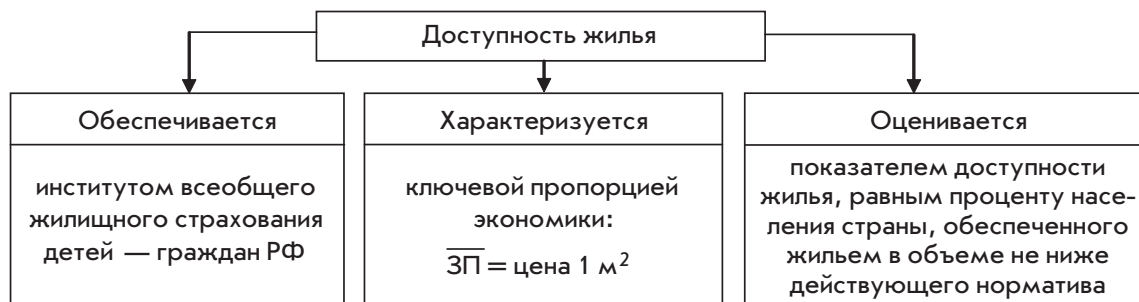 Доступность жилья
Обеспечивается
институтом всеобщего
жилищного страхования
детей — граждан РФ
Характеризуется
ключевой пропорцией
экономики:
ЗП = цена 1 м²
Оценивается
показателем доступности
жилья, равным проценту насе-
ления страны, обеспеченного
жильем в объеме не ниже
действующего норматива